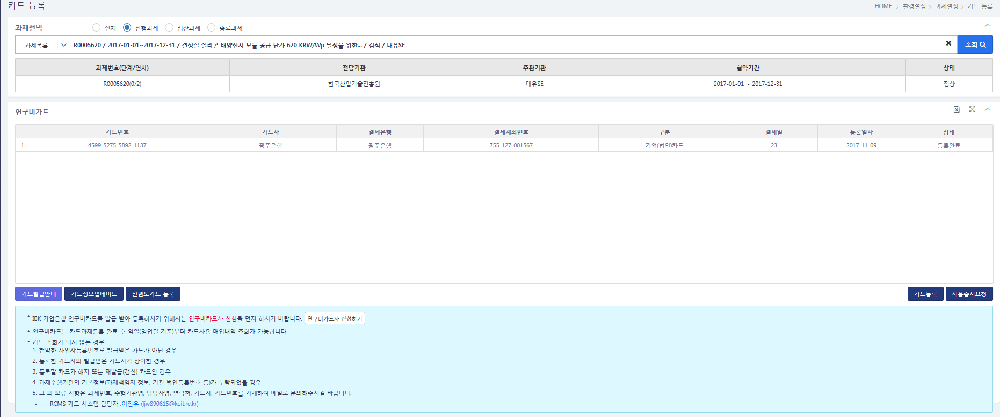 카드 등록
HOME > 환경설정 > 과제설정 > 카드 등록
과제선택 전체 진행과제 정산과제 종료과제
과제목록 R0005620 / 2017-01-01~2017-12-31 / 결정질 실리콘 태양전지 모듈 공급 단가 620 KRW/Wp 달성을 위한... / 김석 / 대유SE ✖ 조회
과제번호(단계/연차) 전담기관 주관기관 협약기간 상태
R0005620(0/2) 한국산업기술진흥원 대유SE 2017-01-01 ~ 2017-12-31 정상
연구비카드
카드번호 카드사 결제은행 결제계좌번호 구분 결제일 등록일자 상태
1 4599-5275-5892-1137 광주은행 광주은행 755-127-001567 기업(법인)카드 23 2017-11-09 등록완료
카드발급안내 카드정보업데이트 전년도카드 등록 카드등록 사용중지요청
• IBK 기업은행 연구비카드를 발급 받아 등록하시기 위해서는 연구비카드사 신청을 먼저 하시기 바랍니다. 연구비카드사 신청하기
• 연구비카드는 카드과제등록 완료 후 익일(영업일 기준)부터 카드사용 매입내역 조회가 가능합니다.
• 카드 조회가 되지 않는 경우
1. 협약한 사업자등록번호로 발급받은 카드가 아닌 경우
2. 등록한 카드사와 발급받은 카드사가 상이한 경우
3. 등록할 카드가 해지 또는 재발급(갱신) 카드인 경우
4. 과제수행기관의 기본정보(과제책임자 정보, 기관 법인등록번호 등)가 누락되었을 경우
5. 그 외 오류 사항은 과제번호, 수행기관명, 담당자명, 연락처, 카드사, 카드번호를 기재하여 메일로 문의해주시길 바랍니다.
◦ RCMS 카드 시스템 담당자 :이진우 (ljw890615@keit.re.kr)